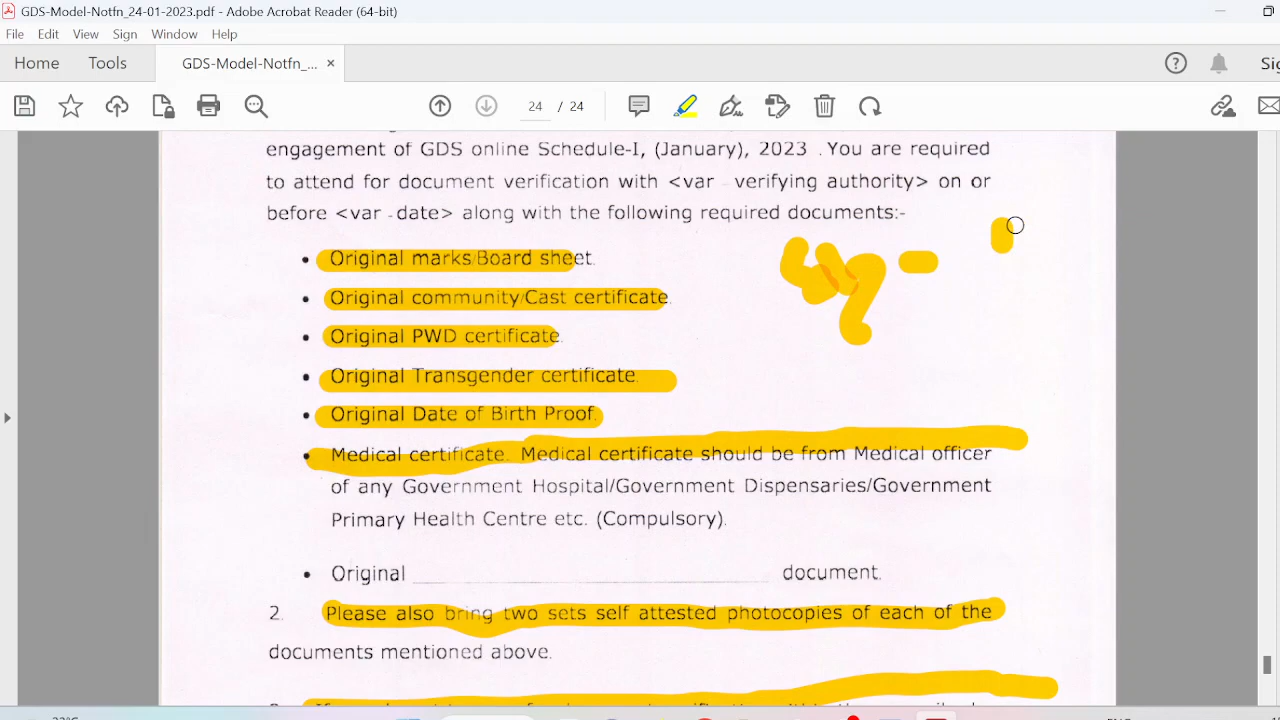 GDS-Model-Notfn_24-01-2023.pdf - Adobe Acrobat Reader (64-bit)
File Edit View Sign Window Help
Home Tools GDS-Model-Notfn_... ×
24 / 24
engagement of GDS online Schedule-I, (January), 2023 . You are required
to attend for document verification with <var - verifying authority> on or
before <var - date> along with the following required documents:-
• Original marks/Board sheet.
• Original community/Cast certificate.
• Original PWD certificate.
• Original Transgender certificate.
• Original Date of Birth Proof.
• Medical certificate. Medical certificate should be from Medical officer
of any Government Hospital/Government Dispensaries/Government
Primary Health Centre etc. (Compulsory).
• Original ______________________ document.
2. Please also bring two sets self attested photocopies of each of the
documents mentioned above.